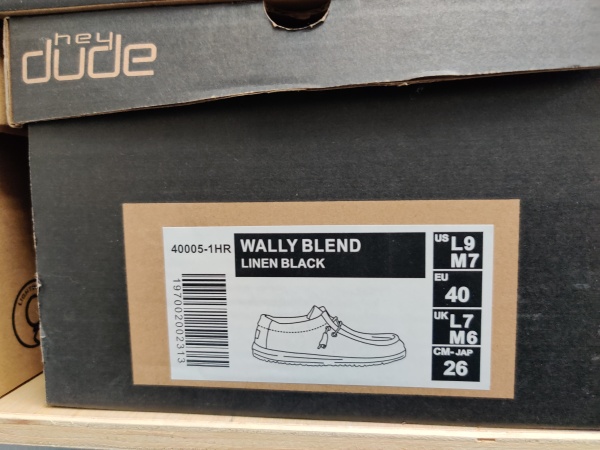 hey
dude
40005-1HR
WALLY BLEND
LINEN BLACK
197002002313
US L9
M7
EU
40
UK L7
M6
CM-JAP
26